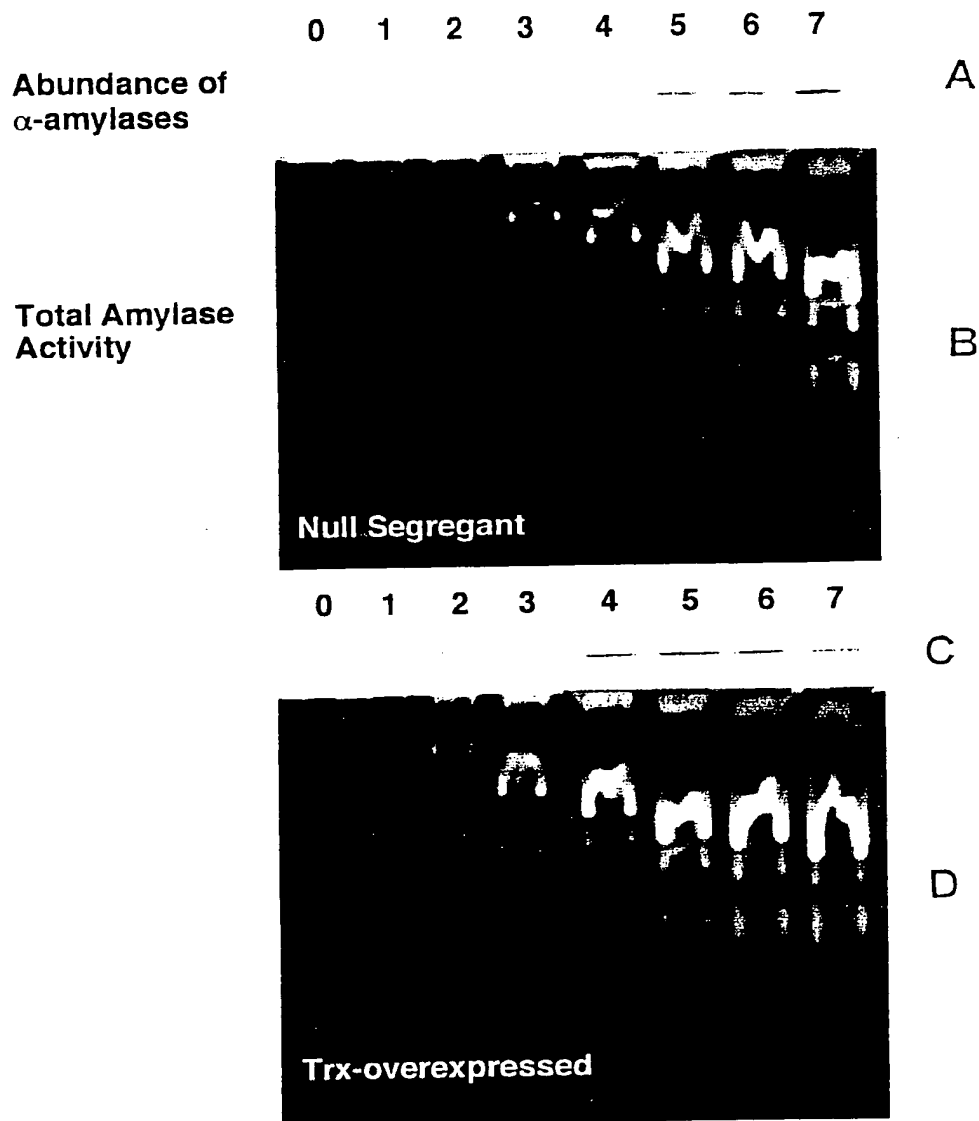 0 1 2 3 4 5 6 7
Abundance of
α-amylases
A
Total Amylase
Activity
B
Null Segregant
0 1 2 3 4 5 6 7
C
D
Trx-overexpressed